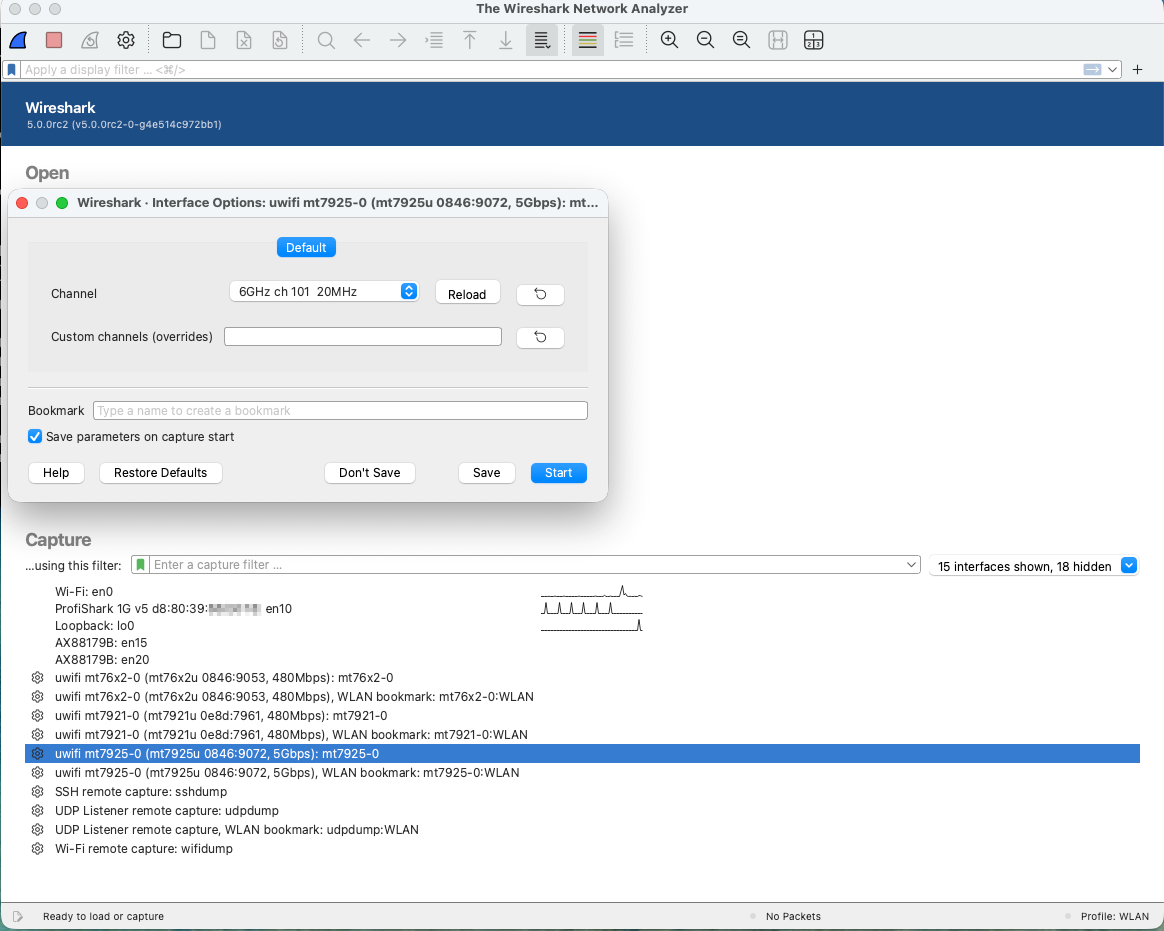 The Wireshark Network Analyzer
Apply a display filter ... <⌘/>
Wireshark
5.0.0rc2 (v5.0.0rc2-0-g4e514c972bb1)
Open
Wireshark · Interface Options: uwifi mt7925-0 (mt7925u 0846:9072, 5Gbps): mt...
Default
Channel 6GHz ch 101 20MHz Reload
Custom channels (overrides)
Bookmark Type a name to create a bookmark
Save parameters on capture start
Help Restore Defaults Don't Save Save Start
Capture
...using this filter: Enter a capture filter ... 15 interfaces shown, 18 hidden
Wi-Fi: en0
ProfiShark 1G v5 d8:80:39: en10
Loopback: lo0
AX88179B: en15
AX88179B: en20
uwifi mt76x2-0 (mt76x2u 0846:9053, 480Mbps): mt76x2-0
uwifi mt76x2-0 (mt76x2u 0846:9053, 480Mbps), WLAN bookmark: mt76x2-0:WLAN
uwifi mt7921-0 (mt7921u 0e8d:7961, 480Mbps): mt7921-0
uwifi mt7921-0 (mt7921u 0e8d:7961, 480Mbps), WLAN bookmark: mt7921-0:WLAN
uwifi mt7925-0 (mt7925u 0846:9072, 5Gbps): mt7925-0
uwifi mt7925-0 (mt7925u 0846:9072, 5Gbps), WLAN bookmark: mt7925-0:WLAN
SSH remote capture: sshdump
UDP Listener remote capture: udpdump
UDP Listener remote capture, WLAN bookmark: udpdump:WLAN
Wi-Fi remote capture: wifidump
Ready to load or capture No Packets Profile: WLAN